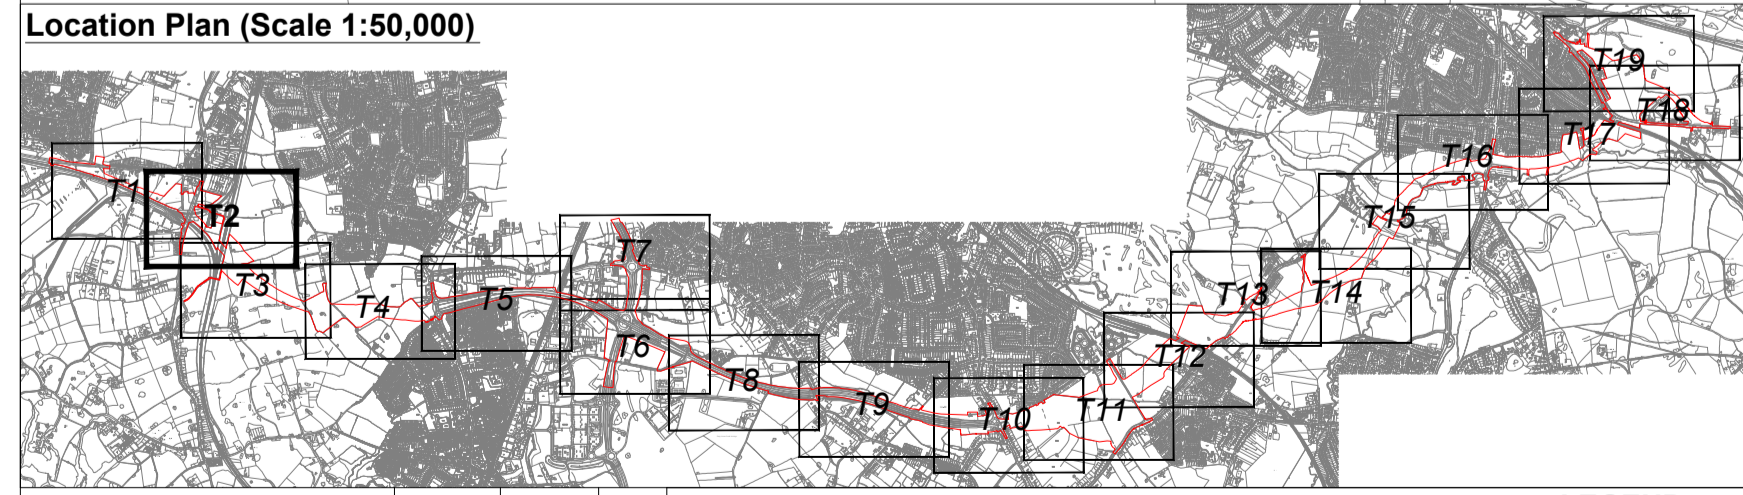 Location Plan (Scale 1:50,000)
T1
T2
T3
T4
T5
T6
T7
T8
T9
T10
T11
T12
T13
T14
T15
T16
T17
T18
T19